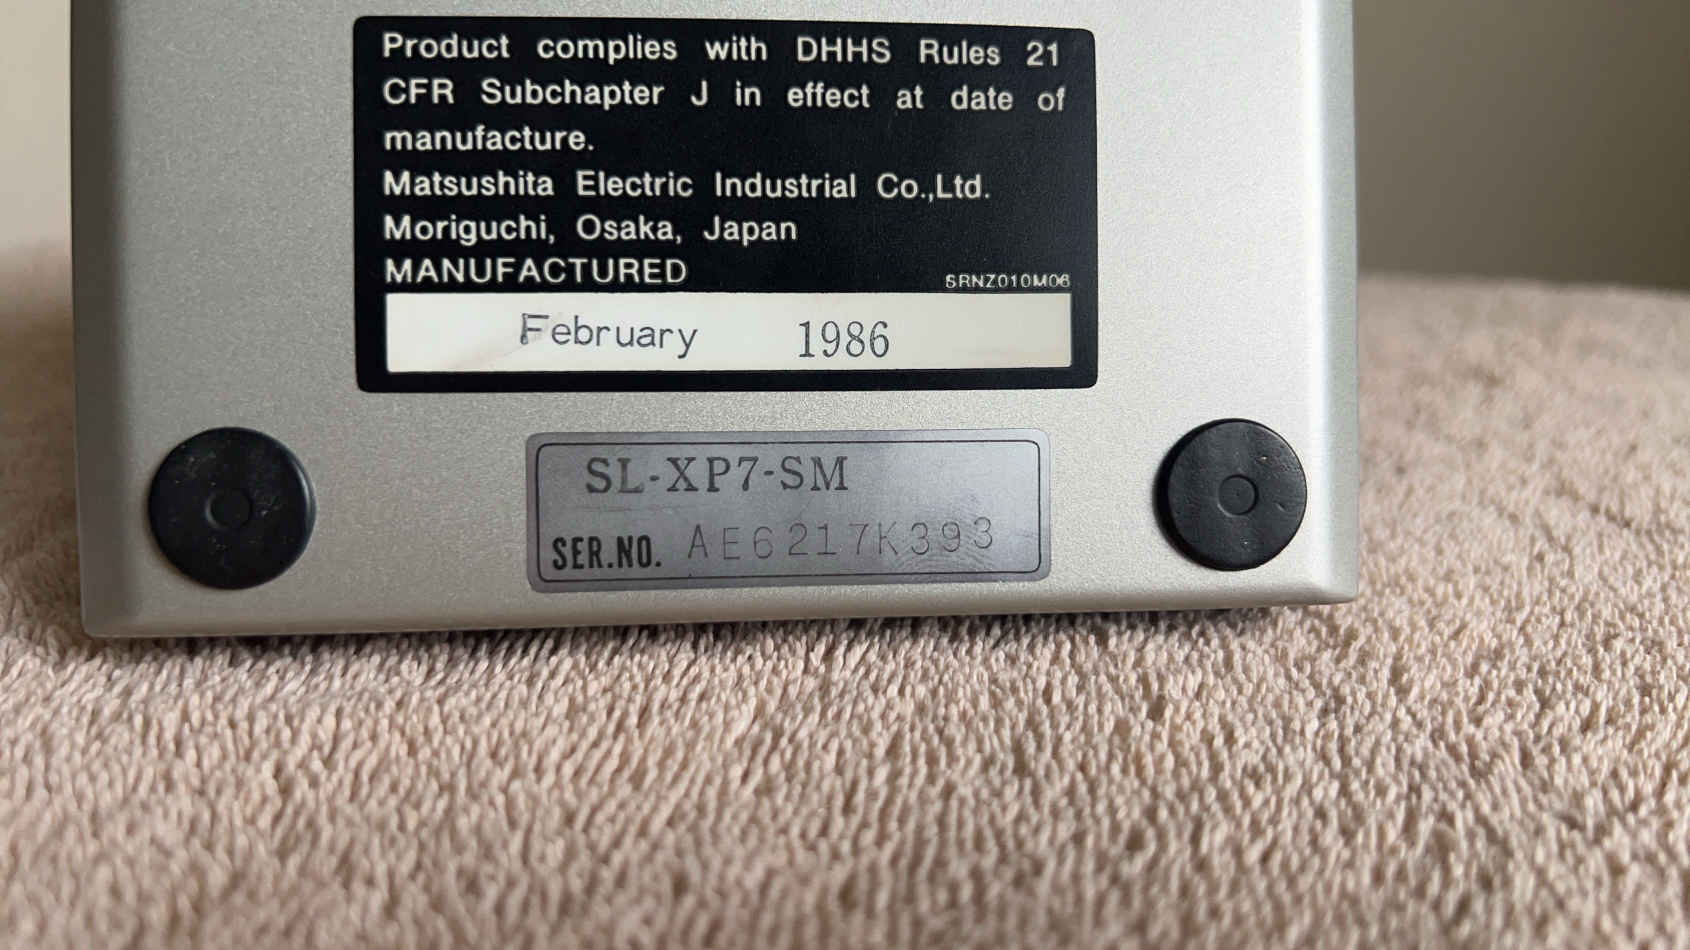 Product complies with DHHS Rules 21
CFR Subchapter J in effect at date of
manufacture.
Matsushita Electric Industrial Co.,Ltd.
Moriguchi, Osaka, Japan
MANUFACTURED
SRNZ010M06
February 1986
SL-XP7-SM
SER.NO. AE6217K393